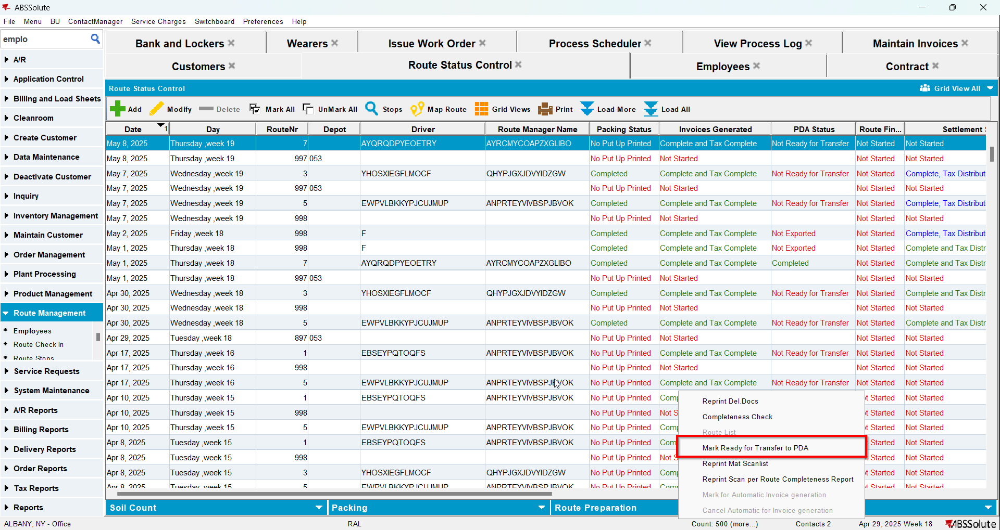 ABSSolute
File Menu BU ContactManager Service Charges Switchboard Preferences Help
emplo
Bank and Lockers Wearers Issue Work Order Process Scheduler View Process Log Maintain Invoices
Customers Route Status Control Employees Contract
Route Status Control Grid View All
Add Modify Delete Mark All UnMark All Stops Map Route Grid Views Print Load More Load All
Date 1 Day RouteNr Depot Driver Route Manager Name Packing Status Invoices Generated PDA Status Route Fin... Settlement
May 8, 2025 Thursday ,week 19 7 AYQRQDPYEOETRY AYRCMYCOAPZXGLIBO No Put Up Printed Complete and Tax Complete Not Ready for Transfer Not Started Not Started
May 8, 2025 Thursday ,week 19 997 053 No Put Up Printed Not Started Not Started Not Started
May 7, 2025 Wednesday ,week 19 3 YHOSXIEGFLMOCF QHYPJGXJDVYIDZGW Completed Complete and Tax Complete Not Ready for Transfer Not Started Complete, Tax Distribut
May 7, 2025 Wednesday ,week 19 997 053 No Put Up Printed Not Started Not Started Not Started
May 7, 2025 Wednesday ,week 19 5 EWPVLBKKYPJCUJMUP ANPRTEYVIVBSPJBVOK Completed Complete and Tax Complete Not Ready for Transfer Not Started Complete, Tax Distribut
May 7, 2025 Wednesday ,week 19 998 No Put Up Printed Not Started Not Started Not Started
May 2, 2025 Friday ,week 18 998 F Completed Complete and Tax Complete Not Exported Not Started Complete, Tax Distribut
May 1, 2025 Thursday ,week 18 998 F Completed Complete and Tax Complete Not Exported Not Started Complete and Tax Distr
May 1, 2025 Thursday ,week 18 7 AYQRQDPYEOETRY AYRCMYCOAPZXGLIBO Completed Complete and Tax Complete Completed Not Started Complete and Tax Distr
May 1, 2025 Thursday ,week 18 997 053 No Put Up Printed Not Started Not Started Not Started
Apr 30, 2025 Wednesday ,week 18 3 YHOSXIEGFLMOCF QHYPJGXJDVYIDZGW Completed Complete and Tax Complete Not Ready for Transfer Not Started Complete and Tax Distr
Apr 30, 2025 Wednesday ,week 18 998 No Put Up Printed Not Started Not Started Not Started
Apr 30, 2025 Wednesday ,week 18 5 EWPVLBKKYPJCUJMUP ANPRTEYVIVBSPJBVOK Completed Complete and Tax Complete Not Ready for Transfer Not Started Complete and Tax Distr
Apr 29, 2025 Tuesday ,week 18 897 053 No Put Up Printed Not Started Not Started Not Started
Apr 17, 2025 Thursday ,week 16 1 EBSEYPQTOQFS ANPRTEYVIVBSPJBVOK No Put Up Printed Complete and Tax Complete Not Ready for Transfer Not Started Not Started
Apr 17, 2025 Thursday ,week 16 998 No Put Up Printed Not Started Not Started Not Started
Apr 17, 2025 Thursday ,week 16 5 EWPVLBKKYPJCUJMUP ANPRTEYVIVBSPJBVOK No Put Up Printed Complete and Tax Complete Not Ready for Transfer Not Started Not Started
Apr 10, 2025 Thursday ,week 15 1 EBSEYPQTOQFS ANPRTEYVIVBSPJBVOK No Put Up Printed Comp ot Started Not Started
Apr 10, 2025 Thursday ,week 15 998 No Put Up Printed Not S ot Started Not Started
Apr 10, 2025 Thursday ,week 15 5 EWPVLBKKYPJCUJMUP ANPRTEYVIVBSPJBVOK No Put Up Printed Comp ot Started Not Started
Apr 8, 2025 Tuesday ,week 15 1 EBSEYPQTOQFS ANPRTEYVIVBSPJBVOK No Put Up Printed Com t Started Not Started
Apr 8, 2025 Tuesday ,week 15 998 No Put Up Printed Not S t Started Not Started
Apr 8, 2025 Tuesday ,week 15 3 YHOSXIEGFLMOCF QHYPJGXJDVYIDZGW No Put Up Printed Comp ot Started Not Started
Apr 8, 2025 Tuesday ,week 15 5 EWPVLBKKYPJCUJMUP ANPRTEYVIVBSPJBVOK No Put Up Printed Com ot Started Not Started
A/R
Application Control
Billing and Load Sheets
Cleanroom
Create Customer
Data Maintenance
Deactivate Customer
Inquiry
Inventory Management
Maintain Customer
Order Management
Plant Processing
Product Management
Route Management
Employees
Route Check In
Route Stops
Service Requests
System Maintenance
A/R Reports
Billing Reports
Delivery Reports
Order Reports
Tax Reports
Reports
Reprint Del.Docs
Completeness Check
Route List
Mark Ready for Transfer to PDA
Reprint Mat Scanlist
Reprint Scan per Route Completeness Report
Mark for Automatic Invoice generation
Cancel Automatic for Invoice generation
Soil Count Packing Route Preparation
ALBANY, NY - Office RAL Count: 500 (more...) Contacts 2 Apr 29, 2025 Week 18 ABSSolute